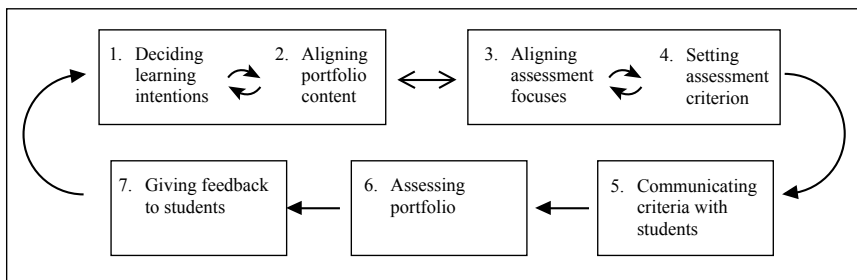 1. Deciding
learning
intentions
2. Aligning
portfolio
content
3. Aligning
assessment
focuses
4. Setting
assessment
criterion
7. Giving feedback
to students
6. Assessing
portfolio
5. Communicating
criteria with
students